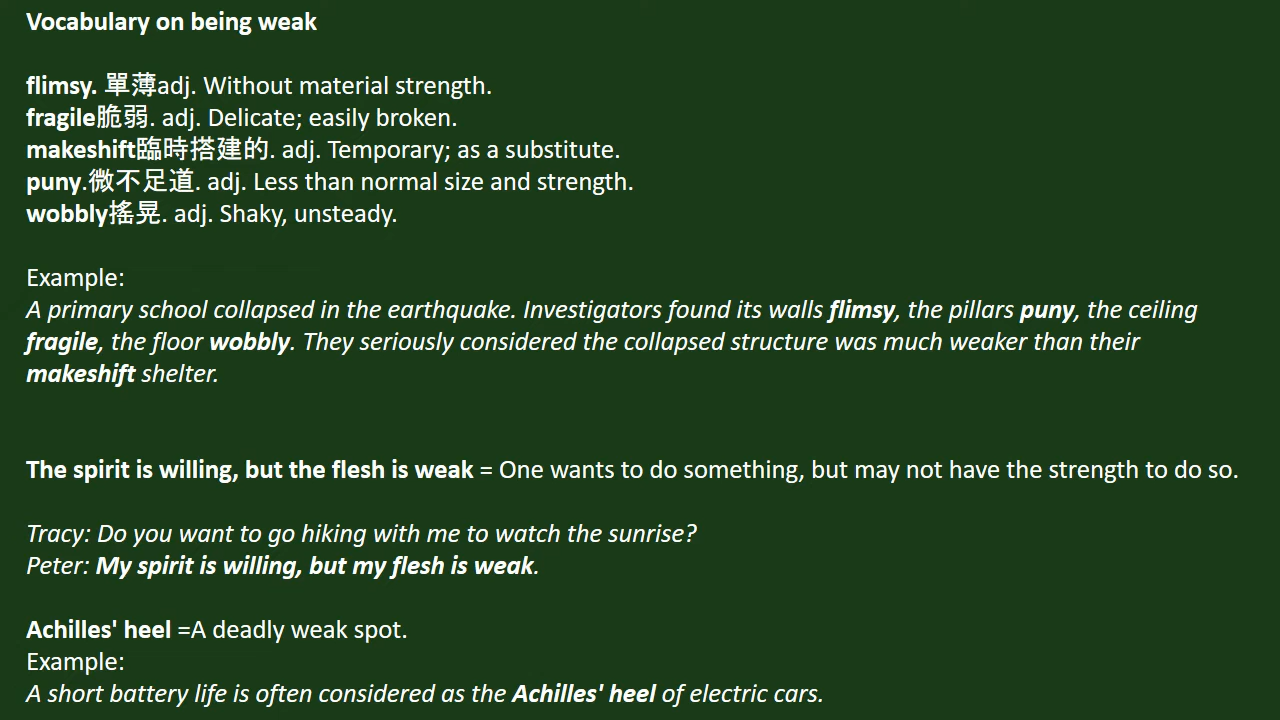 Vocabulary on being weak
flimsy. 單薄adj. Without material strength.
fragile脆弱. adj. Delicate; easily broken.
makeshift臨時搭建的. adj. Temporary; as a substitute.
puny.微不足道. adj. Less than normal size and strength.
wobbly搖晃. adj. Shaky, unsteady.
Example:
A primary school collapsed in the earthquake. Investigators found its walls flimsy, the pillars puny, the ceiling
fragile, the floor wobbly. They seriously considered the collapsed structure was much weaker than their
makeshift shelter.
The spirit is willing, but the flesh is weak = One wants to do something, but may not have the strength to do so.
Tracy: Do you want to go hiking with me to watch the sunrise?
Peter: My spirit is willing, but my flesh is weak.
Achilles' heel =A deadly weak spot.
Example:
A short battery life is often considered as the Achilles' heel of electric cars.